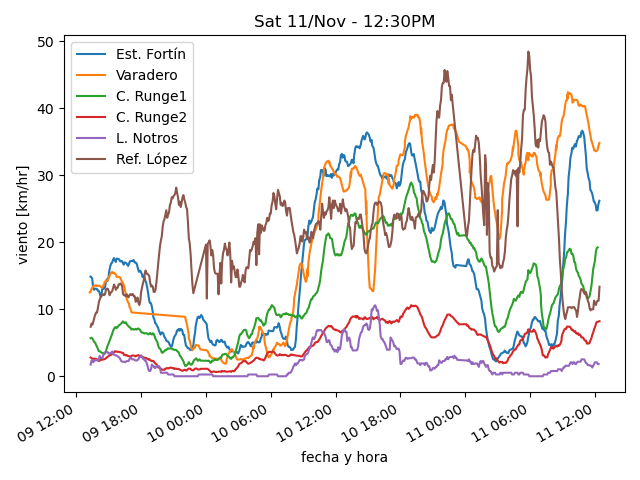 Sat 11/Nov - 12:30PM
50
40
30
20
10
0
viento [km/hr]
Est. Fortín
Varadero
C. Runge1
C. Runge2
L. Notros
Ref. López
09 12:00
09 18:00
10 00:00
10 06:00
10 12:00
10 18:00
11 00:00
11 06:00
11 12:00
fecha y hora